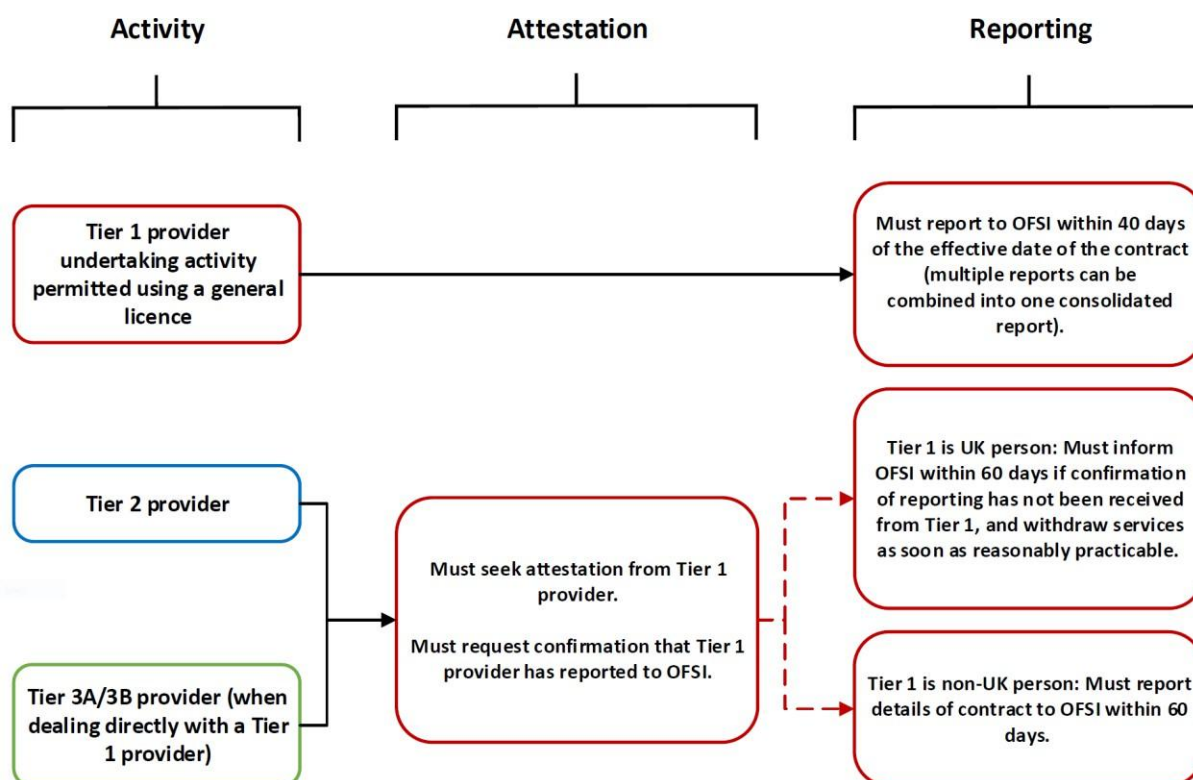 Activity
Attestation
Reporting
Tier 1 provider
undertaking activity
permitted using a general
licence
Must report to OFSI within 40 days
of the effective date of the contract
(multiple reports can be
combined into one consolidated
report).
Tier 2 provider
Tier 3A/3B provider (when
dealing directly with a Tier
1 provider)
Must seek attestation from Tier 1
provider.
Must request confirmation that Tier 1
provider has reported to OFSI.
Tier 1 is UK person: Must inform
OFSI within 60 days if confirmation
of reporting has not been received
from Tier 1, and withdraw services
as soon as reasonably practicable.
Tier 1 is non-UK person: Must report
details of contract to OFSI within 60
days.